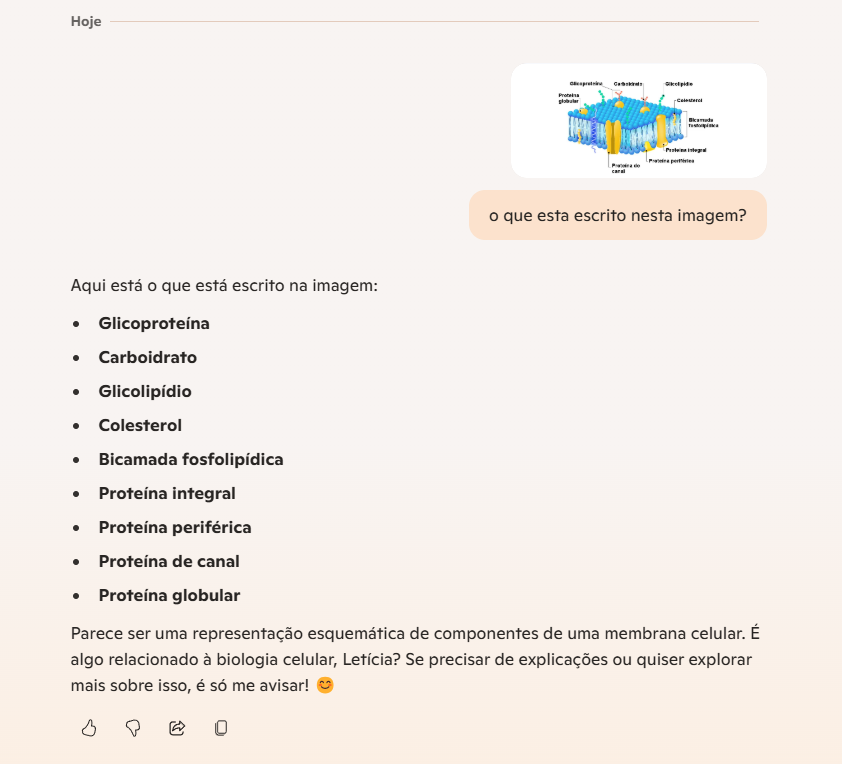 Hoje
Glicoproteína Carboidrato Glicolipídio
Proteína
globular
Colesterol
Bicamada
fosfolipídica
Proteína integral
Proteína periférica
Proteína de
canal
o que esta escrito nesta imagem?
Aqui está o que está escrito na imagem:
• Glicoproteína
• Carboidrato
• Glicolipídio
• Colesterol
• Bicamada fosfolipídica
• Proteína integral
• Proteína periférica
• Proteína de canal
• Proteína globular
Parece ser uma representação esquemática de componentes de uma membrana celular. É
algo relacionado à biologia celular, Letícia? Se precisar de explicações ou quiser explorar
mais sobre isso, é só me avisar! 😊